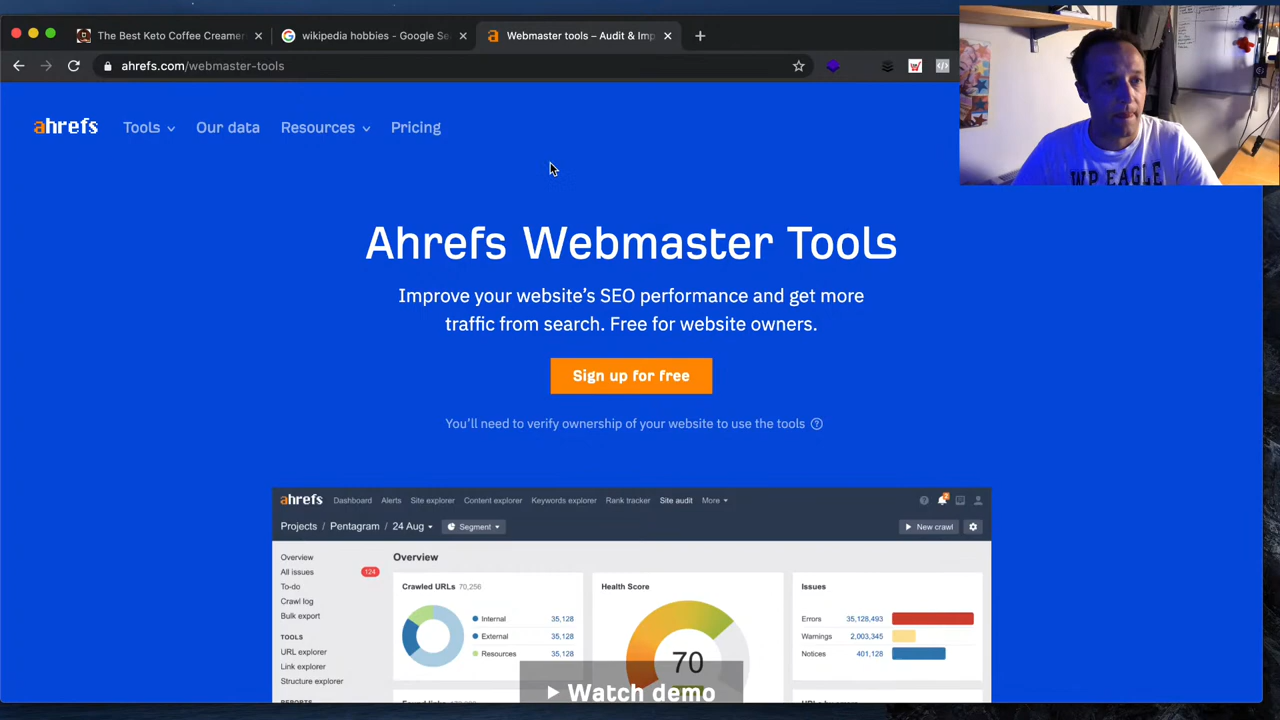 The Best Keto Coffee Creamer
wikipedia hobbies - Google Se
Webmaster tools – Audit & Imp
ahrefs.com/webmaster-tools
ahrefs
Tools
Our data
Resources
Pricing
WP EAGLE
Ahrefs Webmaster Tools
Improve your website's SEO performance and get more
traffic from search. Free for website owners.
Sign up for free
You'll need to verify ownership of your website to use the tools
ahrefs Dashboard Alerts Site explorer Content explorer Keywords explorer Rank tracker Site audit More
Projects / Pentagram / 24 Aug Segment New crawl
Overview
All issues 124
To-do
Crawl log
Bulk export
TOOLS
URL explorer
Link explorer
Structure explorer
Overview
Crawled URLs 70,256
Internal 35,128
External 35,128
Resources 35,128
Health Score
70
Issues
Errors 35,128,493
Warnings 2,003,345
Notices 401,128
Watch demo